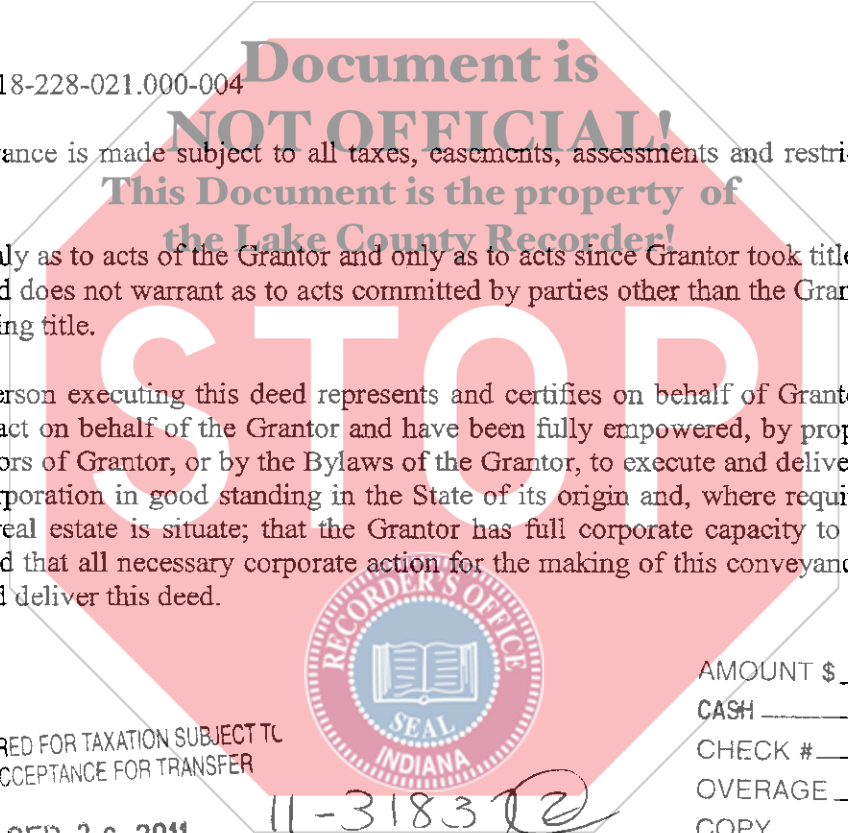 Document is
18-228-021.000-004
NOT OFFICIAL!
ance is made subject to all taxes, easements, assessments and restri
This Document is the property of
the Lake County Recorder!
ly as to acts of the Grantor and only as to acts since Grantor took title
d does not warrant as to acts committed by parties other than the Gran
ing title.
STOP
erson executing this deed represents and certifies on behalf of Grant
act on behalf of the Grantor and have been fully empowered, by prop
ors of Grantor, or by the Bylaws of the Grantor, to execute and delive
poration in good standing in the State of its origin and, where requi
real estate is situate; that the Grantor has full corporate capacity to
d that all necessary corporate action for the making of this conveyanc
d deliver this deed.
RECORDER'S OFFICE
SEAL
INDIANA
AMOUNT $
CASH
CHECK #
OVERAGE
COPY
RED FOR TAXATION SUBJECT TO
CCEPTANCE FOR TRANSFER
11-31837
2011